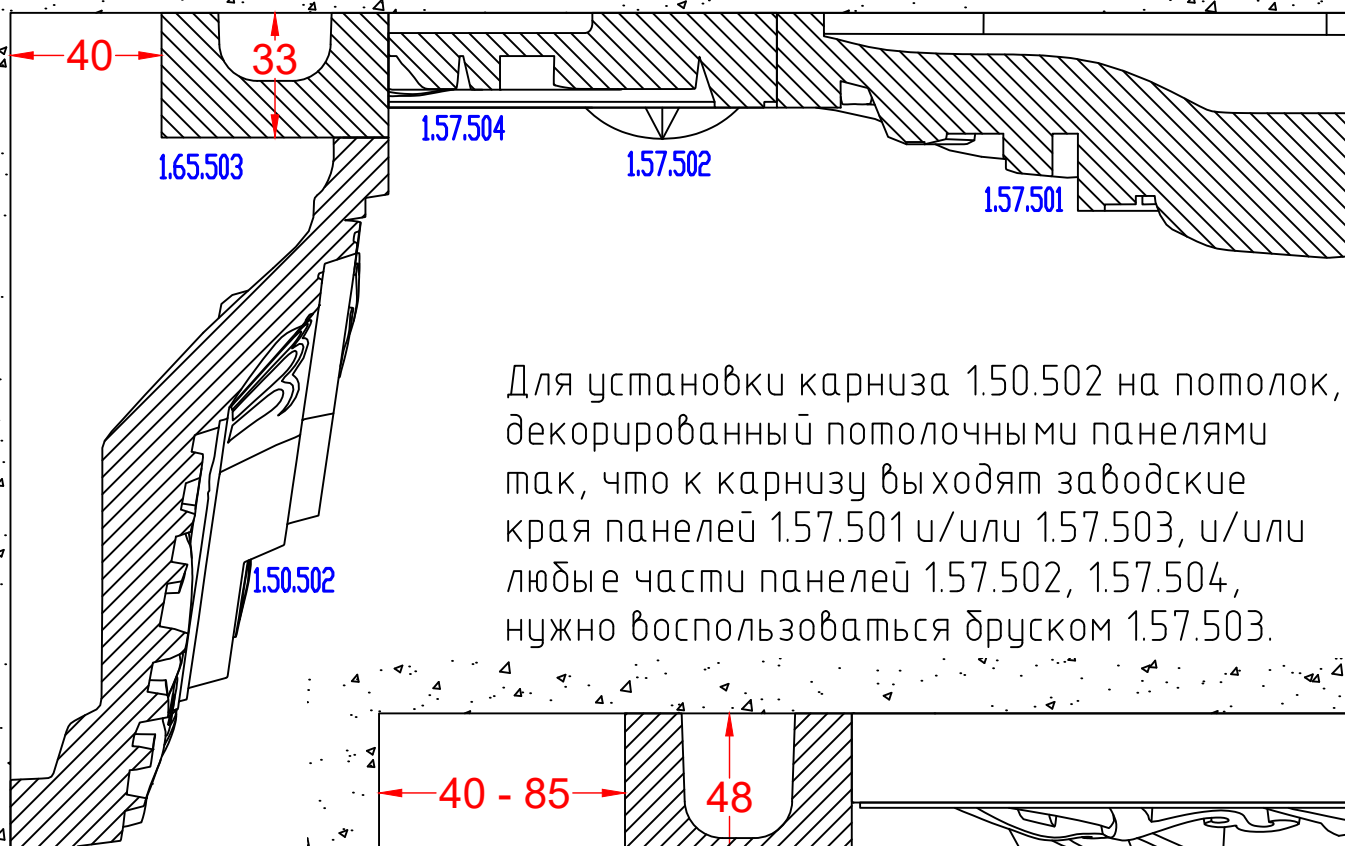 40
33
1.65.503
1.57.504
1.57.502
1.57.501
Для установки карниза 1.50.502 на потолок,
декорированный потолочными панелями
так, что к карнизу выходят заводские
края панелей 1.57.501 и/или 1.57.503, и/или
любые части панелей 1.57.502, 1.57.504,
нужно воспользоваться бруском 1.57.503.
1.50.502
40 - 85
48